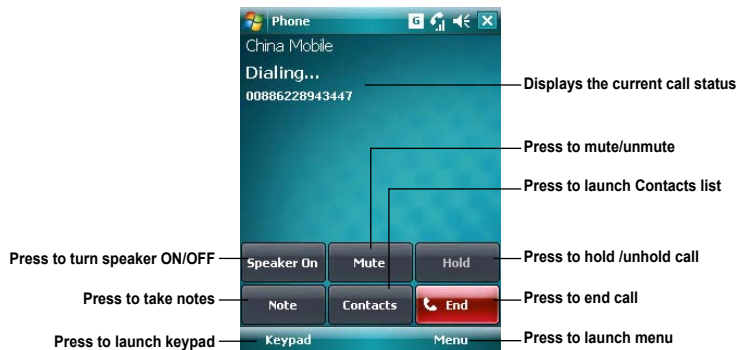 Phone
G
China Mobile
Dialing...
00886228943447
Displays the current call status
Press to mute/unmute
Press to launch Contacts list
Press to turn speaker ON/OFF
Speaker On
Mute
Hold
Press to hold /unhold call
Press to take notes
Note
Contacts
End
Press to end call
Press to launch keypad
Keypad
Menu
Press to launch menu